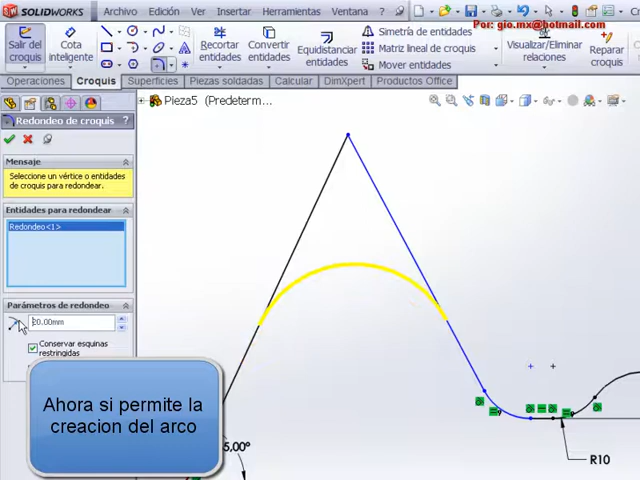 SOLIDWORKS
Archivo Edición Ver Insertar Herramientas Ventana ?
Por: gio.mx@hotmail.com
Salir del croquis
Cota inteligente
Recortar entidades
Convertir entidades
Equidistanciar entidades
Simetría de entidades
Matriz lineal de croquis
Mover entidades
Visualizar/Eliminar relaciones
Reparar croquis
Operaciones Croquis Superficies Piezas soldadas Calcular DimXpert Productos Office
Pieza5 (Predeterm...
Redondeo de croquis ?
Mensaje
Seleccione un vértice o entidades
de croquis para redondear.
Entidades para redondear
Redondeo<1>
Parámetros de redondeo
20.00mm
Conservar esquinas
restringidas
Ahora si permite la
creacion del arco
5,00°
R10